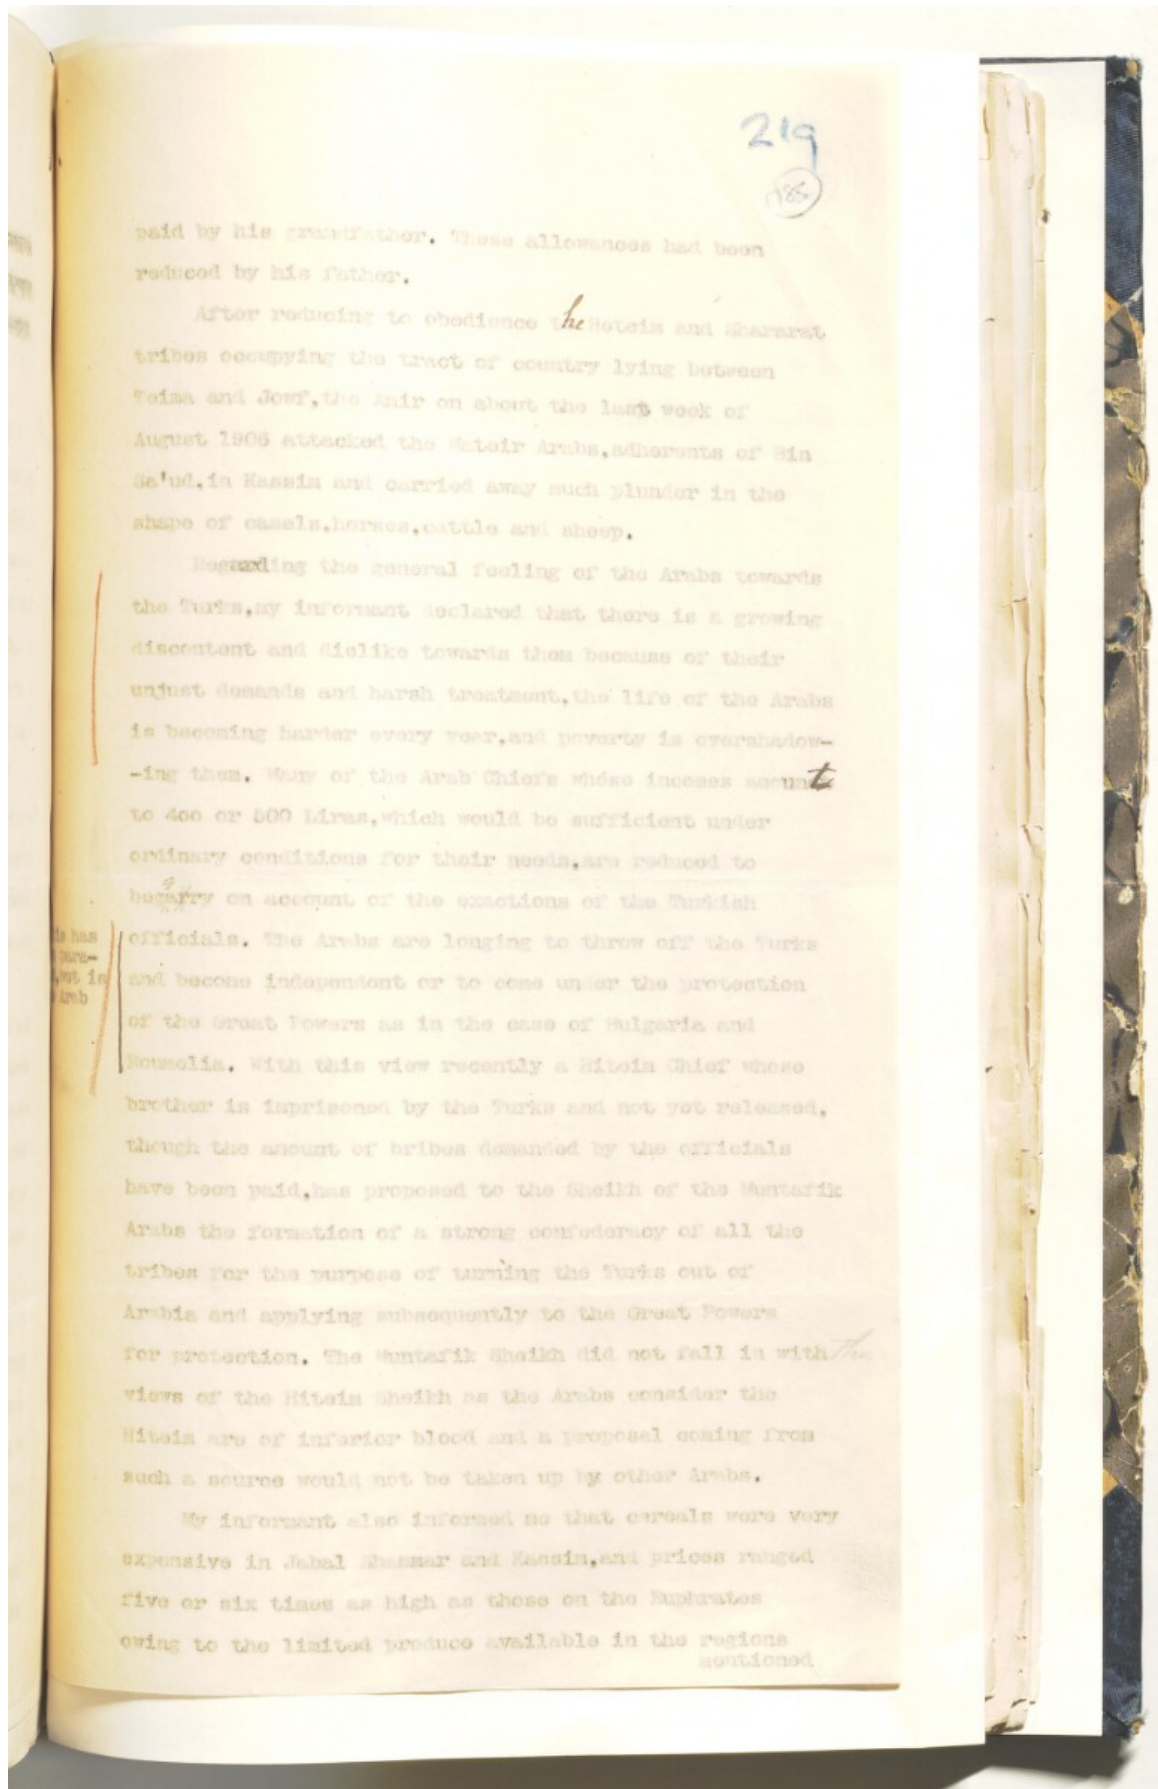 219
185
paid by his grandfather. These allowances had been
reduced by his father.
After reducing to obedience the Heteim and Shararat
tribes occupying the tract of country lying between
Teima and Jowf,the Amir on about the last week of
August 1906 attacked the Muteir Arabs,adherents of Bin
Sa'ud,in Kassim and carried away such plunder in the
shape of camels,horses,cattle and sheep.
Regarding the general feeling of the Arabs towards
the Turks,my informant declared that there is a growing
discontent and dislike towards them because of their
unjust demands and harsh treatment,the life of the Arabs
is becoming harder every year,and poverty is overshadow-
-ing them. Many of the Arab Chiefs whose incomes amount
to 4oo or 500 Liras,which would be sufficient under
ordinary conditions for their needs,are reduced to
beggarry on account of the exactions of the Turkish
officials. The Arabs are longing to throw off the Turks
and become independent or to come under the protection
of the Great Powers as in the case of Bulgaria and
Roumelia. With this view recently a Hiteim Chief whose
brother is imprisoned by the Turks and not yet released,
though the amount of bribes demanded by the officials
have been paid,has proposed to the Sheikh of the Muntafik
Arabs the formation of a strong confederacy of all the
tribes for the purpose of turning the Turks out of
Arabia and applying subsequently to the Great Powers
for protection. The Muntafik Sheikh did not fall in with the
views of the Hiteim Sheikh as the Arabs consider the
Hiteim are of inferior blood and a proposal coming from
such a source would not be taken up by other Arabs.
My informant also informed me that cereals were very
expensive in Jabal Shammar and Kassim,and prices ranged
five or six times as high as those on the Euphrates
owing to the limited produce available in the regions
mentioned
is has
para-
,but is
Arab